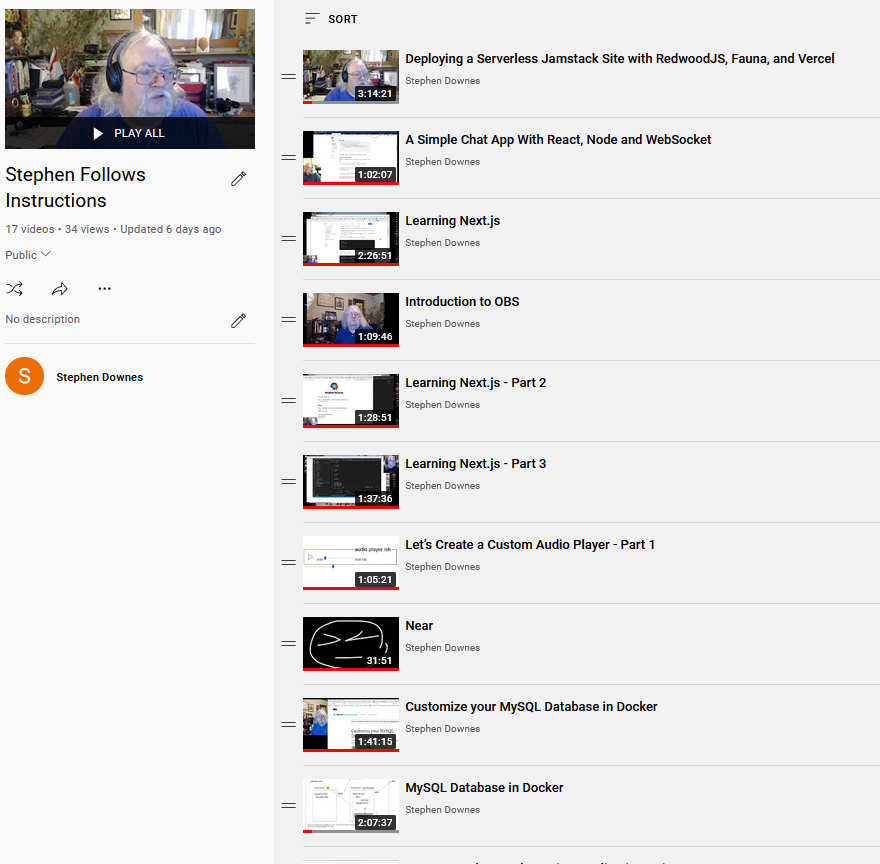 PLAY ALL
Stephen Follows
Instructions
17 videos • 34 views • Updated 6 days ago
Public
No description
S
Stephen Downes
SORT
3:14:21
Deploying a Serverless Jamstack Site with RedwoodJS, Fauna, and Vercel
Stephen Downes
1:02:07
A Simple Chat App With React, Node and WebSocket
Stephen Downes
2:26:51
Learning Next.js
Stephen Downes
1:09:46
Introduction to OBS
Stephen Downes
1:28:51
Learning Next.js - Part 2
Stephen Downes
1:37:36
Learning Next.js - Part 3
Stephen Downes
audio player ish
1:05:21
Let’s Create a Custom Audio Player - Part 1
Stephen Downes
31:51
Near
Stephen Downes
1:41:15
Customize your MySQL Database in Docker
Stephen Downes
2:07:37
MySQL Database in Docker
Stephen Downes